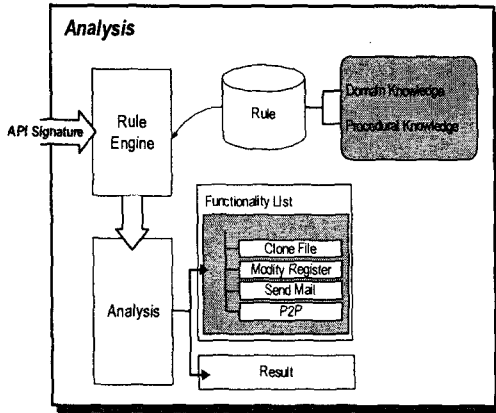 Analysis
API Signature
Rule
Engine
Rule
Domain Knowledge
Procedural Knowledge
Analysis
Functionality List
Clone File
Modify Register
Send Mail
P2P
Result